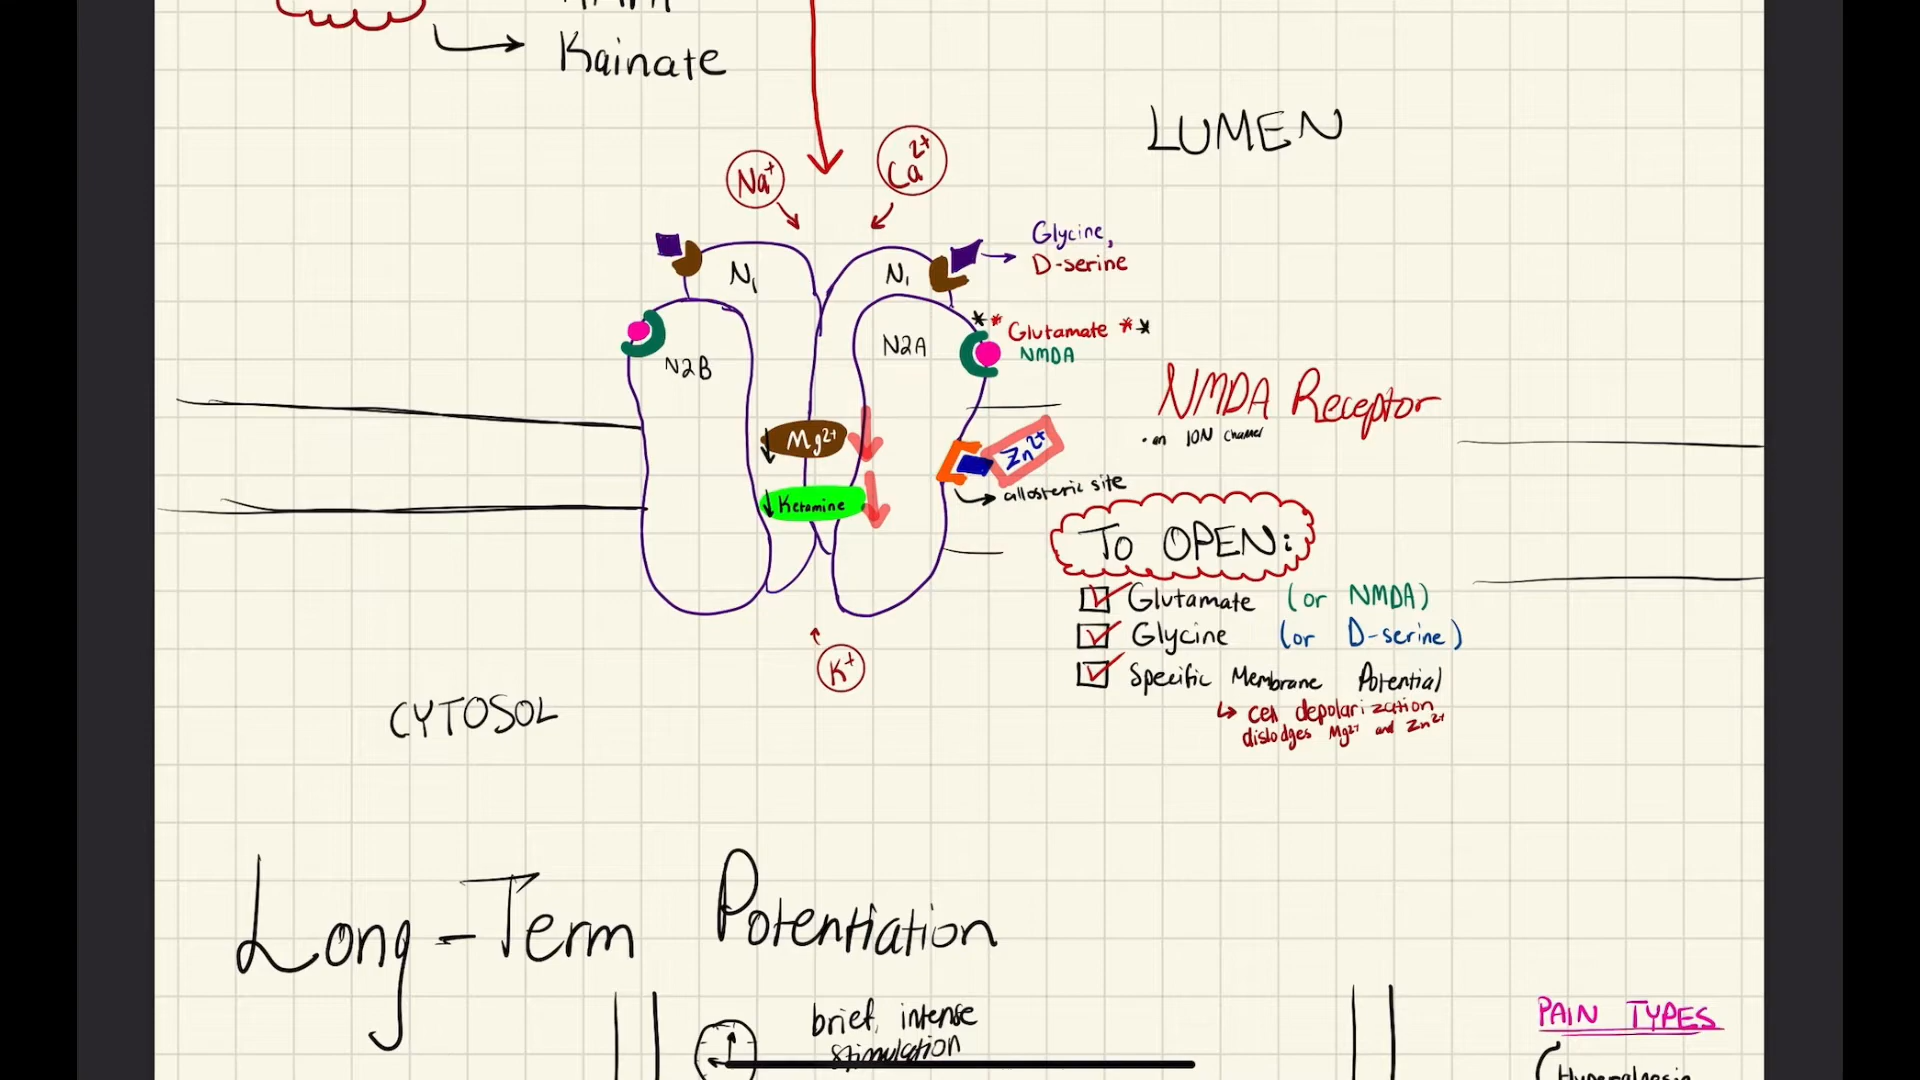 Kainate
LUMEN
Na+
Ca2+
Glycine,
D-serine
N1
N1
** Glutamate **
NMDA
N2B
N2A
NMDA Receptor
• an ION channel
Mg2+
Zn2+
allosteric site
Ketamine
TO OPEN:
Glutamate (or NMDA)
Glycine (or D-serine)
Specific Membrane Potential
↳ cell depolarization
dislodges Mg2+ and Zn2+
K+
CYTOSOL
Long-Term Potentiation
brief, intense
stimulation
PAIN TYPES